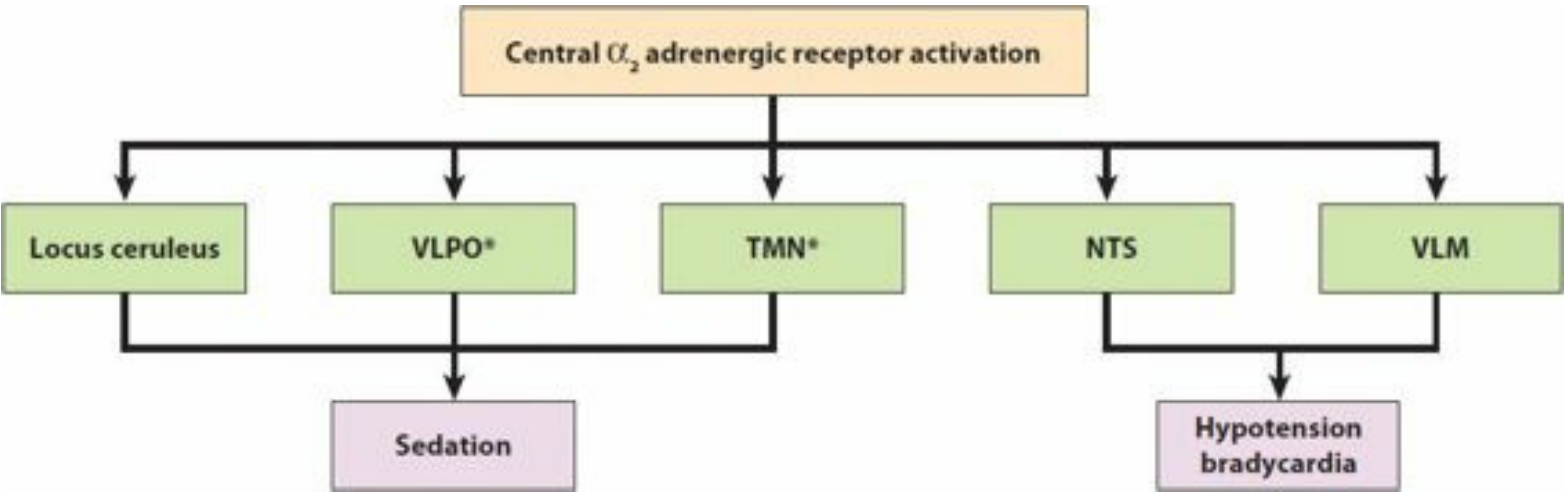 Central α₂ adrenergic receptor activation
Locus ceruleus
VLPO*
TMN*
NTS
VLM
Sedation
Hypotension
bradycardia